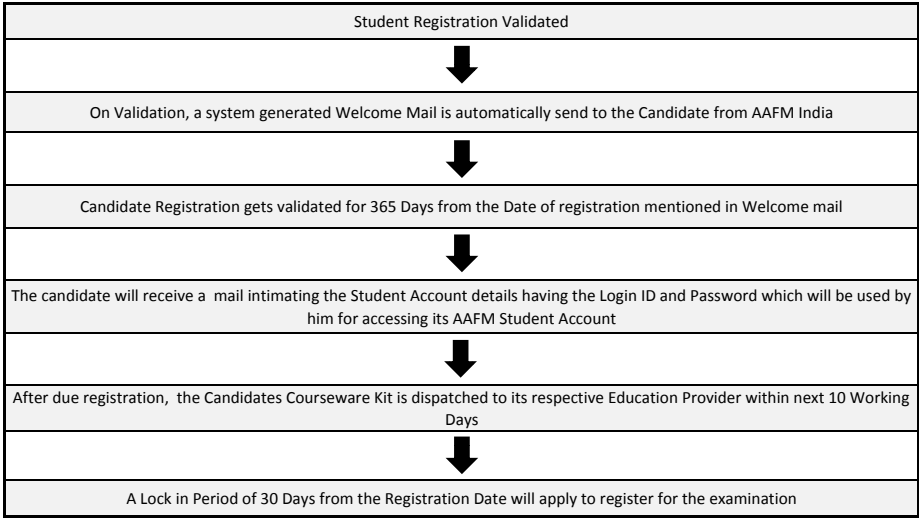 Student Registration Validated
On Validation, a system generated Welcome Mail is automatically send to the Candidate from AAFM India
Candidate Registration gets validated for 365 Days from the Date of registration mentioned in Welcome mail
The candidate will receive a  mail intimating the Student Account details having the Login ID and Password which will be used by
him for accessing its AAFM Student Account
After due registration,  the Candidates Courseware Kit is dispatched to its respective Education Provider within next 10 Working
Days
A Lock in Period of 30 Days from the Registration Date will apply to register for the examination